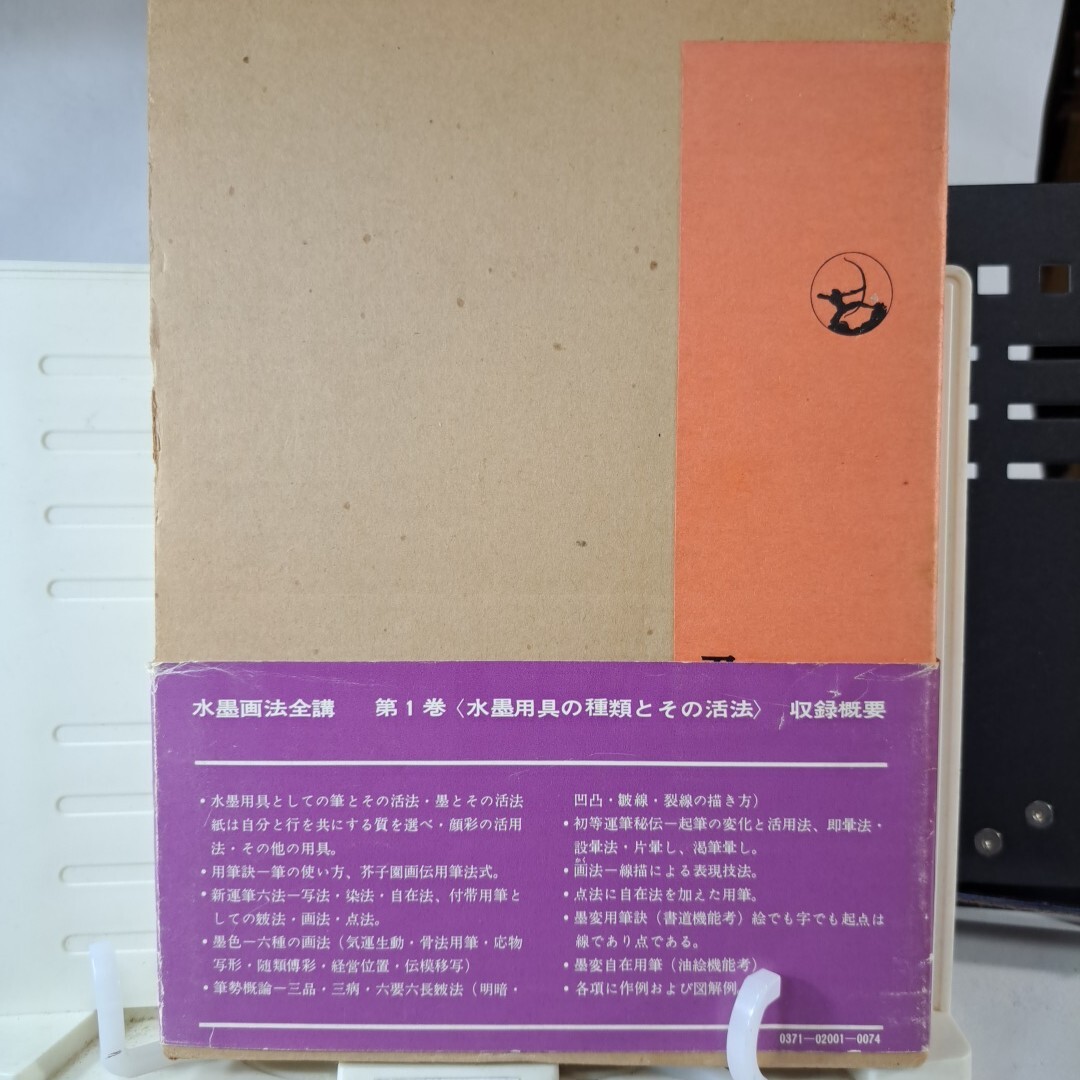 水墨画法全講 第1巻〈水墨用具の種類とその活法〉 収録概要
・水墨用具としての筆とその活法・墨とその活法
紙は自分と行を共にする質を選べ・顔彩の活用
法・その他の用具。
・用筆訣ー筆の使い方、芥子園画伝用筆法式。
・新運筆六法ー写法・染法・自在法、付帯用筆と
しての皴法・画法・点法。
・墨色ー六種の画法（気運生動・骨法用筆・応物
写形・随類傅彩・経営位置・伝模移写）
・筆勢概論ー三品・三病・六要六長皴法（明暗・
凹凸・皺線・裂線の描き方）
・初等運筆秘伝ー起筆の変化と活用法、即暈法・
設暈法・片暈し、渇筆暈し。
かく
・画法ー線描による表現技法。
・点法に自在法を加えた用筆。
・墨変用筆訣（書道機能考）絵でも字でも起点は
線であり点である。
・墨変自在用筆（油絵機能考）
・各項に作例および図解例。
0371—02001—0074